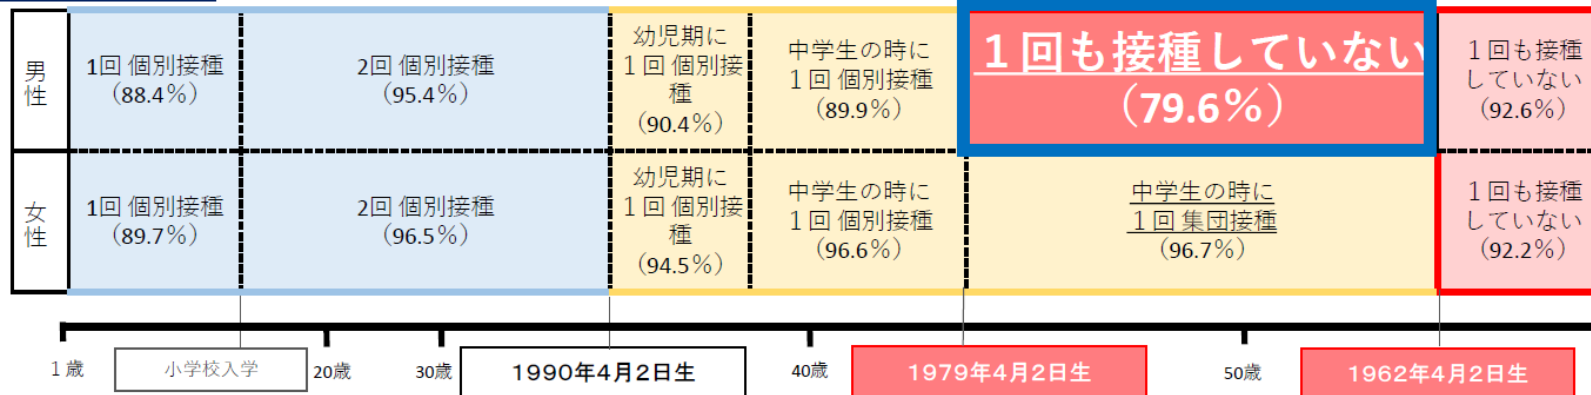 男性
1回 個別接種
（88.4％）
2回 個別接種
（95.4％）
幼児期に
１回 個別接
種
（90.4％）
中学生の時に
１回 個別接種
（89.9％）
１回も接種していない
（79.6％）
１回も接種
していない
（92.6％）
女性
1回 個別接種
（89.7％）
2回 個別接種
（96.5％）
幼児期に
１回 個別接
種
（94.5％）
中学生の時に
１回 個別接種
（96.6％）
中学生の時に
１回 集団接種
（96.7％）
１回も接種
していない
（92.2％）
１歳
小学校入学
20歳
30歳
1990年4月2日生
40歳
1979年4月2日生
50歳
1962年4月2日生